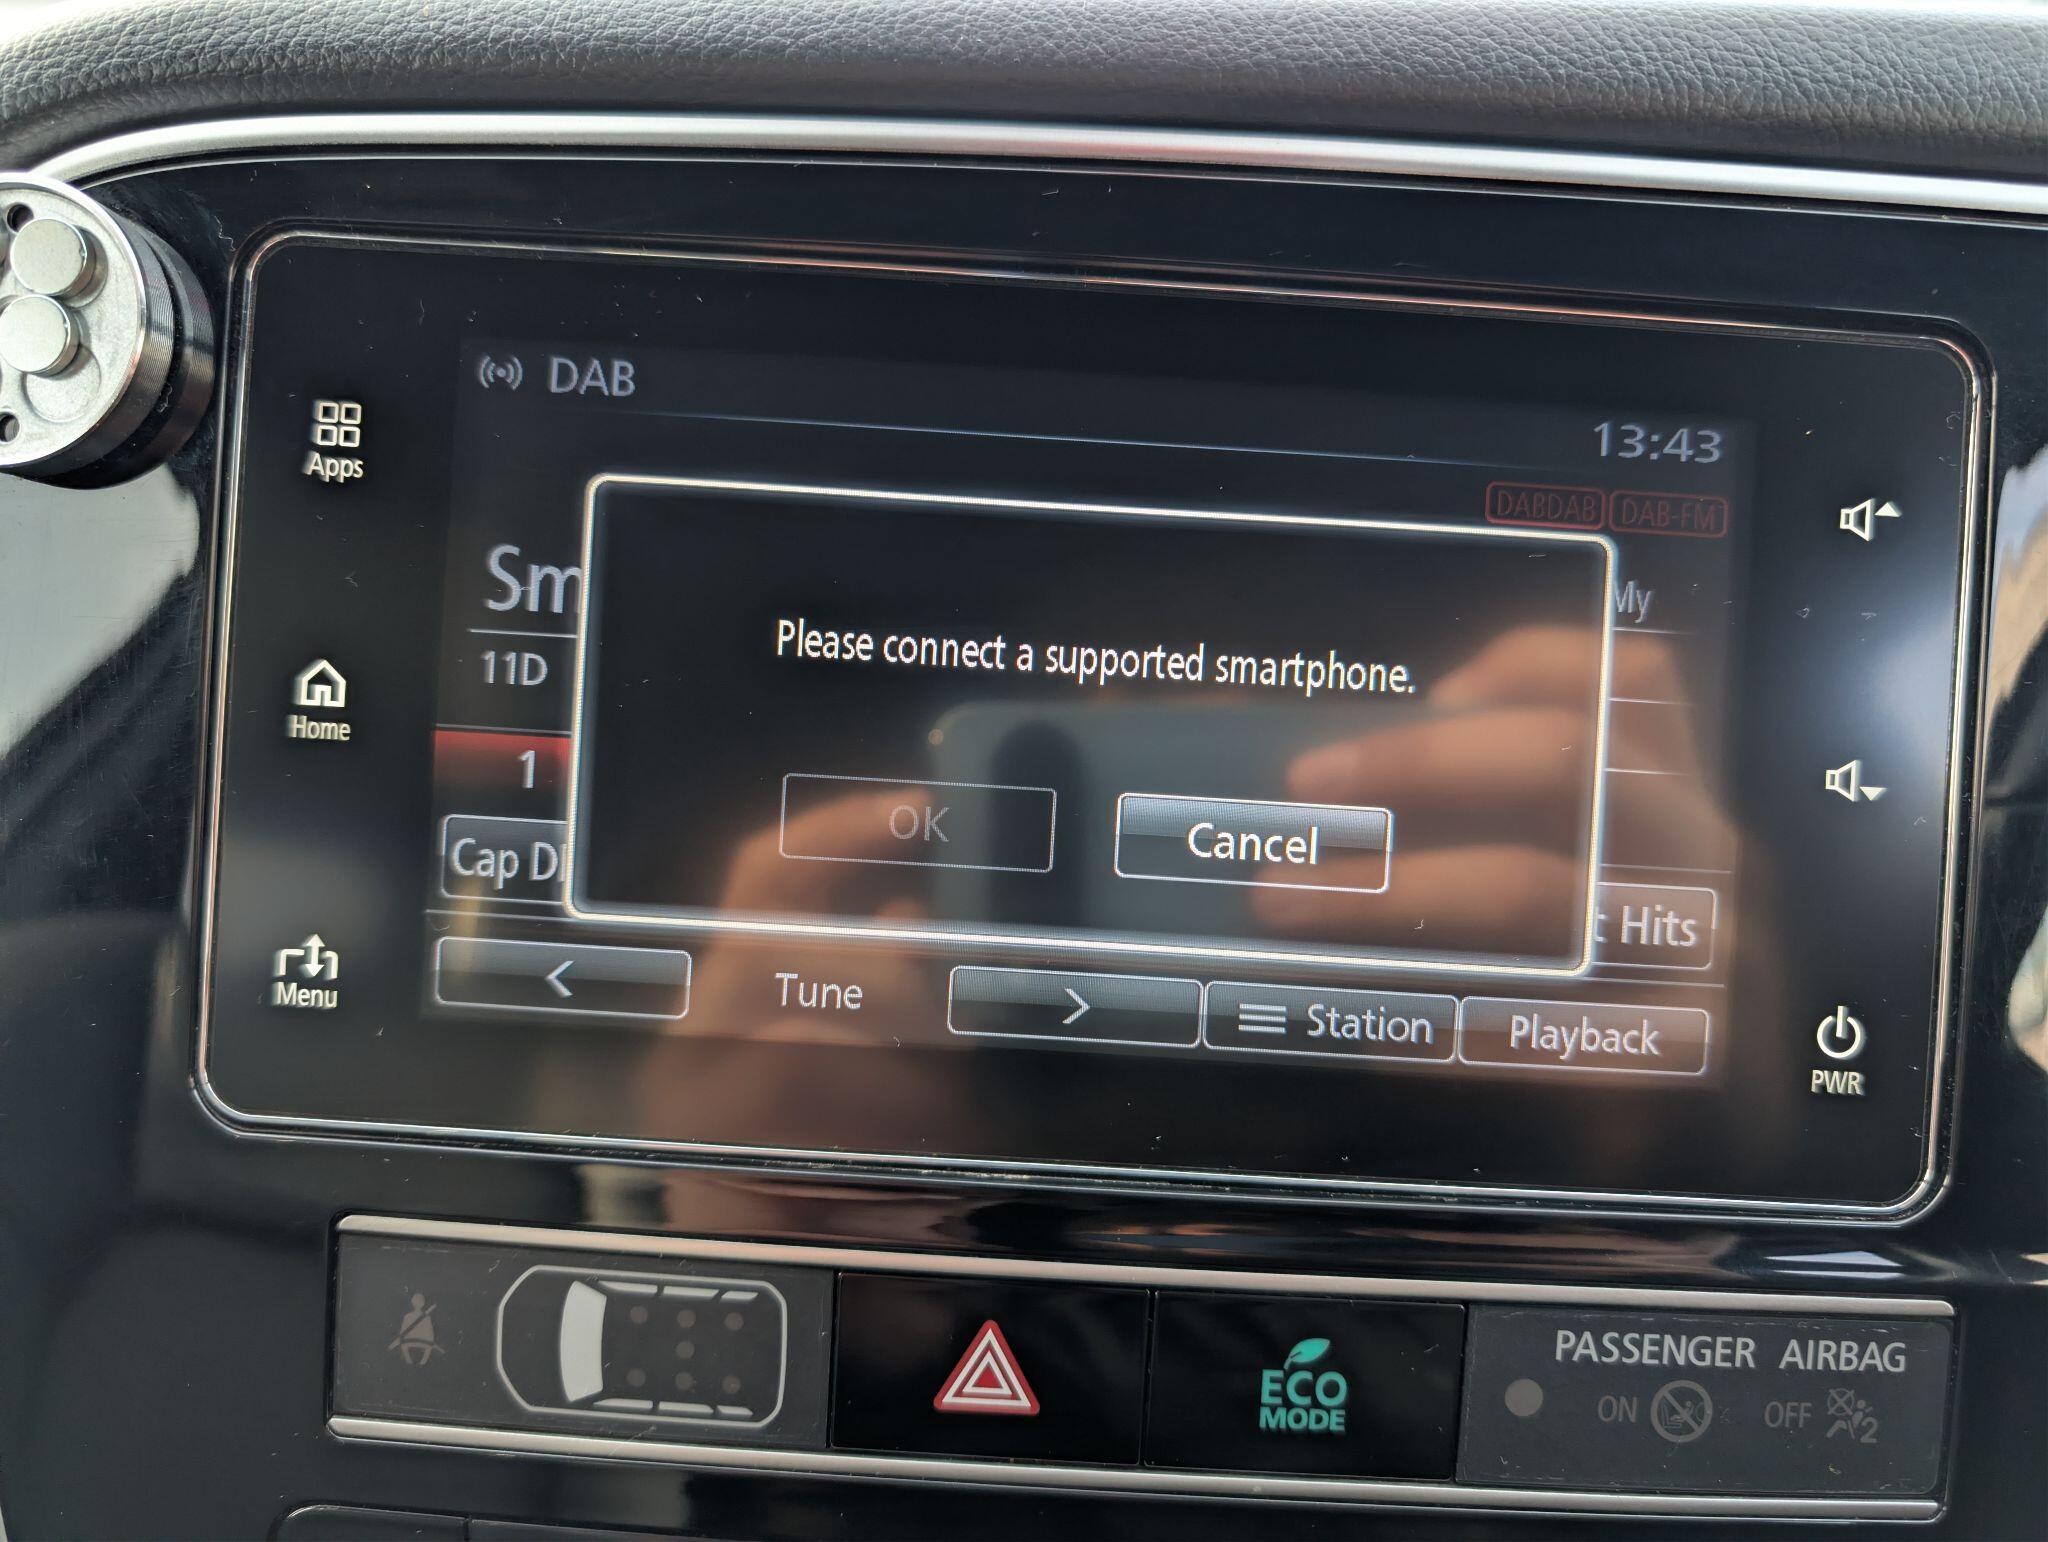 DAB
13:43
DABDAB DAB-FM
Apps
Sm
My
11D
Please connect a supported smartphone.
Home
1
OK
Cancel
Cap
t Hits
Menu
<
Tune
>
Station
Playback
PWR
PASSENGER AIRBAG
ON
OFF
2
ECO
MODE